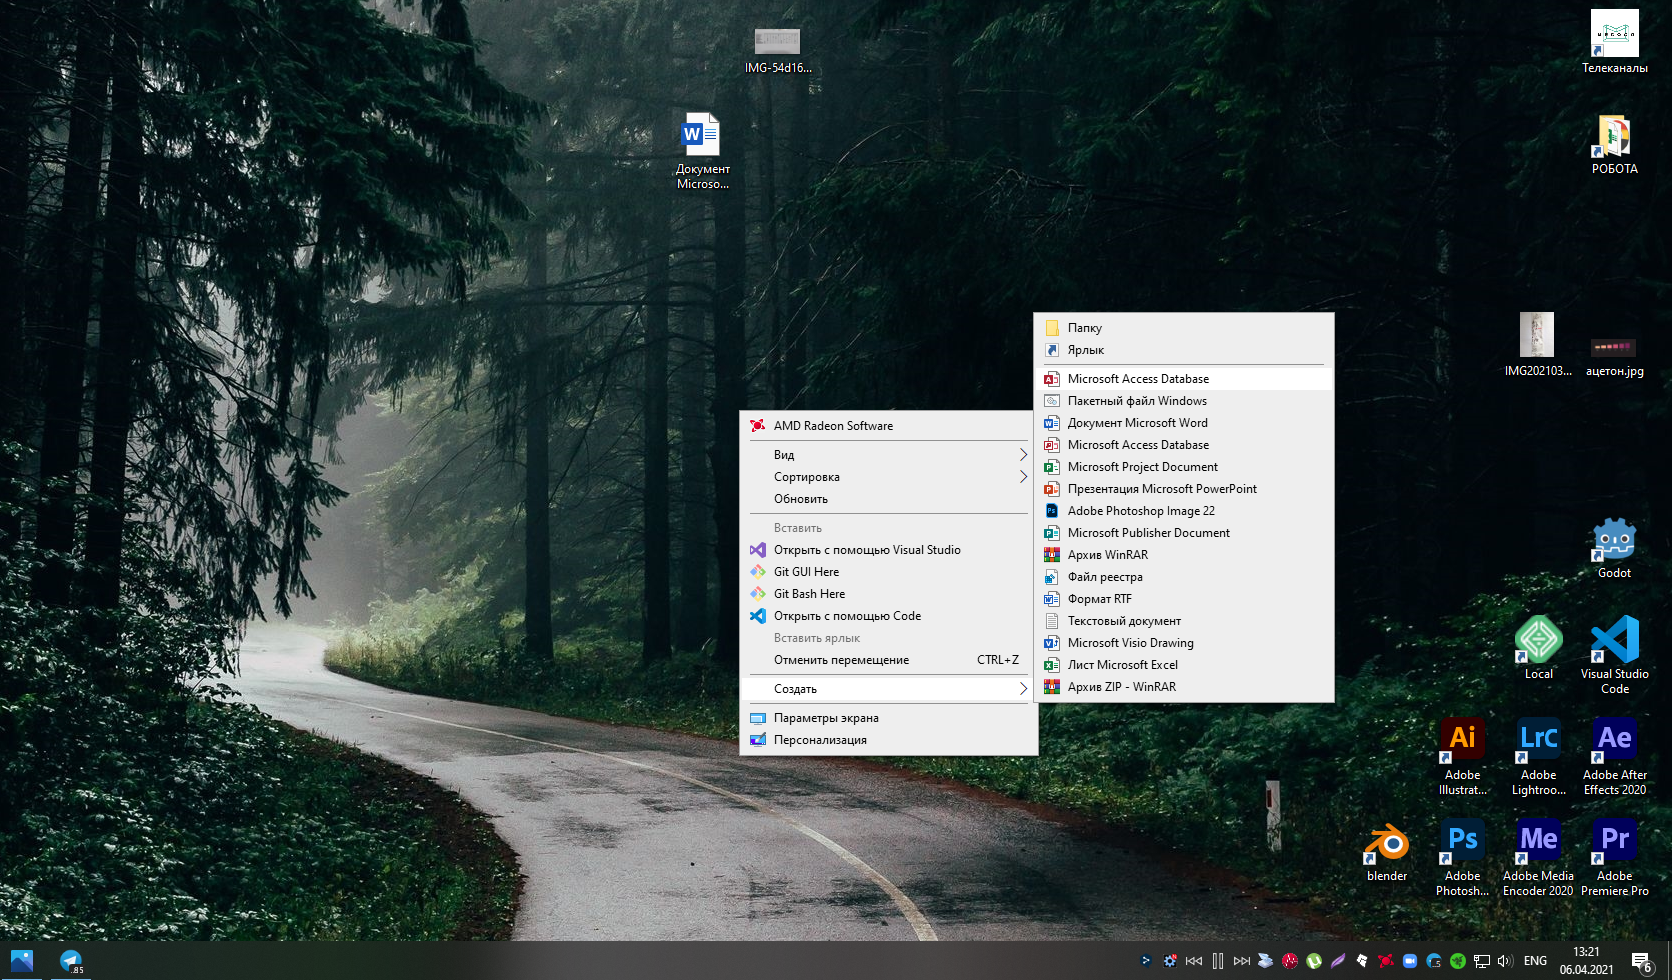 IMG-54d16...
Телеканалы
W
Документ
Microso...
РОБОТА
IMG202103...
ацетон.jpg
Папку
Ярлык
Microsoft Access Database
Пакетный файл Windows
Документ Microsoft Word
Microsoft Access Database
Microsoft Project Document
Презентация Microsoft PowerPoint
Adobe Photoshop Image 22
Microsoft Publisher Document
Архив WinRAR
Файл реестра
Формат RTF
Текстовый документ
Microsoft Visio Drawing
Лист Microsoft Excel
Архив ZIP - WinRAR
AMD Radeon Software
Вид
Сортировка
Обновить
Вставить
Открыть с помощью Visual Studio
Git GUI Here
Git Bash Here
Открыть с помощью Code
Вставить ярлык
Отменить перемещение CTRL+Z
Создать
Параметры экрана
Персонализация
Godot
Local
Visual Studio
Code
Ai
Adobe
Illustrat...
LrC
Adobe
Lightroo...
Ae
Adobe After
Effects 2020
blender
Ps
Adobe
Photosh...
Me
Adobe Media
Encoder 2020
Pr
Adobe
Premiere Pro
.85
ENG
13:21
06.04.2021
6